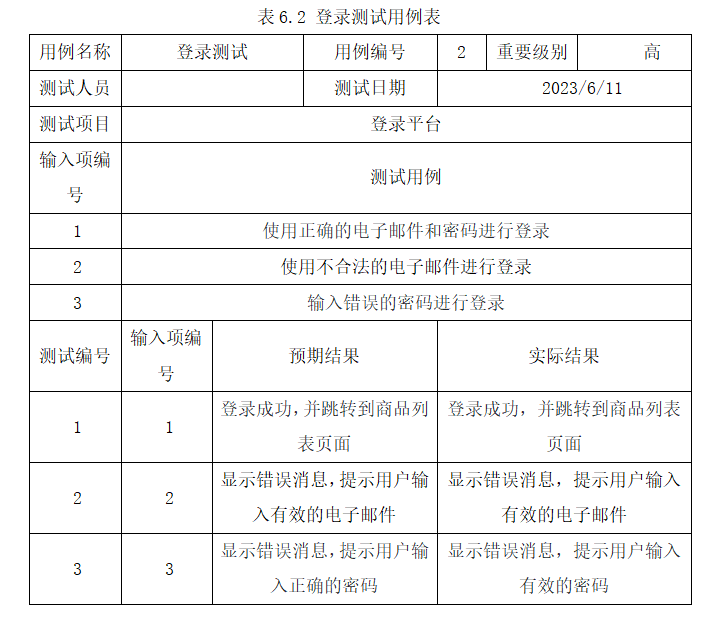 表6.2 登录测试用例表
用例名称 登录测试 用例编号 2 重要级别 高
测试人员 测试日期 2023/6/11
测试项目 登录平台
输入项编号 测试用例
1 使用正确的电子邮件和密码进行登录
2 使用不合法的电子邮件进行登录
3 输入错误的密码进行登录
测试编号 输入项编号 预期结果 实际结果
1 1 登录成功,并跳转到商品列表页面 登录成功，并跳转到商品列表页面
2 2 显示错误消息,提示用户输入有效的电子邮件 显示错误消息，提示用户输入有效的电子邮件
3 3 显示错误消息,提示用户输入正确的密码 显示错误消息，提示用户输入有效的密码